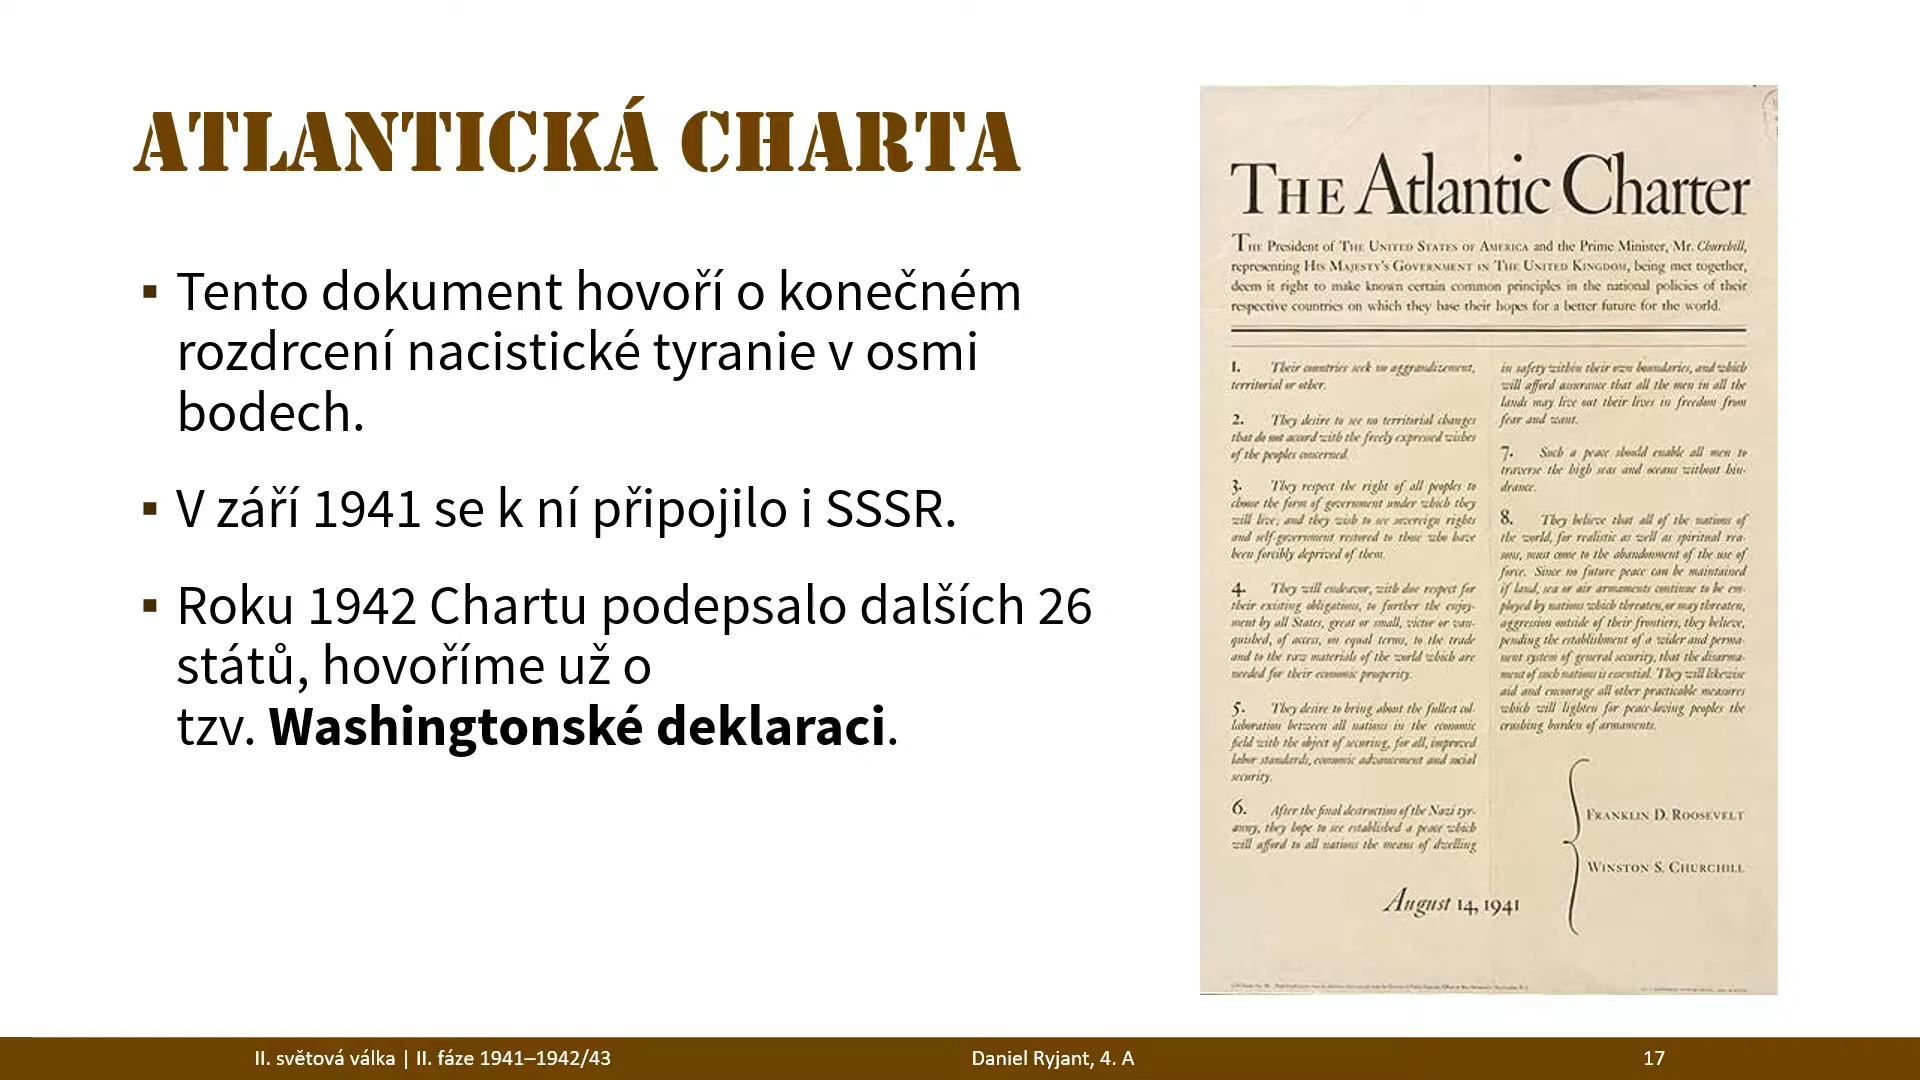 ATLANTICKÁ CHARTA
▪ Tento dokument hovoří o konečném
rozdrcení nacistické tyranie v osmi
bodech.
▪ V září 1941 se k ní připojilo i SSSR.
▪ Roku 1942 Chartu podepsalo dalších 26
států, hovoříme už o
tzv. Washingtonské deklaraci.
THE Atlantic Charter
THE President of THE UNITED STATES OF AMERICA and the Prime Minister, Mr. Churchill,
representing HIS MAJESTY'S GOVERNMENT IN THE UNITED KINGDOM, being met together,
deem it right to make known certain common principles in the national policies of their
respective countries on which they base their hopes for a better future for the world.
1. Their countries seek no aggrandizement,
territorial or other.
2. They desire to see no territorial changes
that do not accord with the freely expressed wishes
of the peoples concerned.
3. They respect the right of all peoples to
choose the form of government under which they
will live; and they wish to see sovereign rights
and self-government restored to those who have
been forcibly deprived of them.
4. They will endeavor, with due respect for
their existing obligations, to further the enjoy-
ment by all States, great or small, victor or van-
quished, of access, on equal terms, to the trade
and to the raw materials of the world which are
needed for their economic prosperity.
5. They desire to bring about the fullest col-
laboration between all nations in the economic
field with the object of securing, for all, improved
labor standards, economic advancement and social
security.
6. After the final destruction of the Nazi tyr-
anny, they hope to see established a peace which
will afford to all nations the means of dwelling
in safety within their own boundaries, and which
will afford assurance that all the men in all the
lands may live out their lives in freedom from
fear and want.
7. Such a peace should enable all men to
traverse the high seas and oceans without hin-
drance.
8. They believe that all of the nations of
the world, for realistic as well as spiritual rea-
sons, must come to the abandonment of the use of
force. Since no future peace can be maintained
if land, sea or air armaments continue to be em-
ployed by nations which threaten, or may threaten,
aggression outside of their frontiers, they believe,
pending the establishment of a wider and perma-
nent system of general security, that the disarma-
ment of such nations is essential. They will likewise
aid and encourage all other practicable measures
which will lighten for peace-loving peoples the
crushing burden of armaments.
FRANKLIN D. ROOSEVELT
WINSTON S. CHURCHILL
August 14, 1941
II. světová válka | II. fáze 1941–1942/43
Daniel Ryjant, 4. A
17